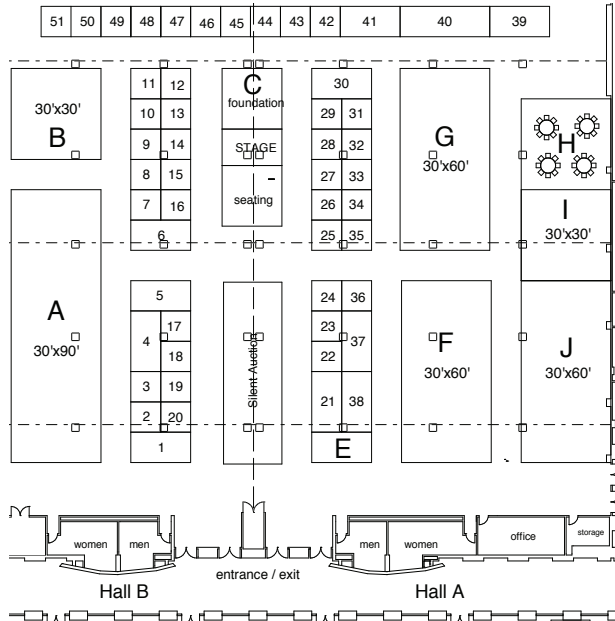 51 50 49 48 47 46 45 44 43 42 41 40 39
11 12 C 30
30'x30' foundation
10 13 29 31
B G H
9 14 STAGE 28 32
30'x60'
8 15 27 33
7 16 seating 26 34 I
6 25 35 30'x30'
5 24 36
A 17 23
4 37 F J
30'x90' 18 Silent Auction 22 30'x60' 30'x60'
3 19 21 38
2 20
1 E
women men men women office storage
entrance / exit
Hall B Hall A